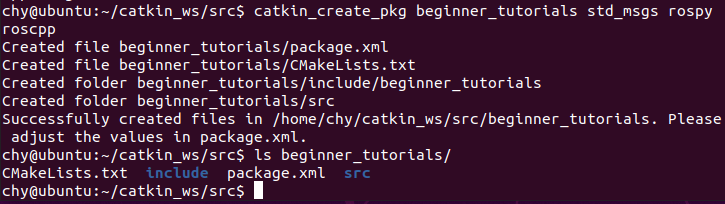 chy@ubuntu:~/catkin_ws/src$ catkin_create_pkg beginner_tutorials std_msgs rospy
roscpp
Created file beginner_tutorials/package.xml
Created file beginner_tutorials/CMakeLists.txt
Created folder beginner_tutorials/include/beginner_tutorials
Created folder beginner_tutorials/src
Successfully created files in /home/chy/catkin_ws/src/beginner_tutorials. Please
 adjust the values in package.xml.
chy@ubuntu:~/catkin_ws/src$ ls beginner_tutorials/
CMakeLists.txt  include  package.xml  src
chy@ubuntu:~/catkin_ws/src$